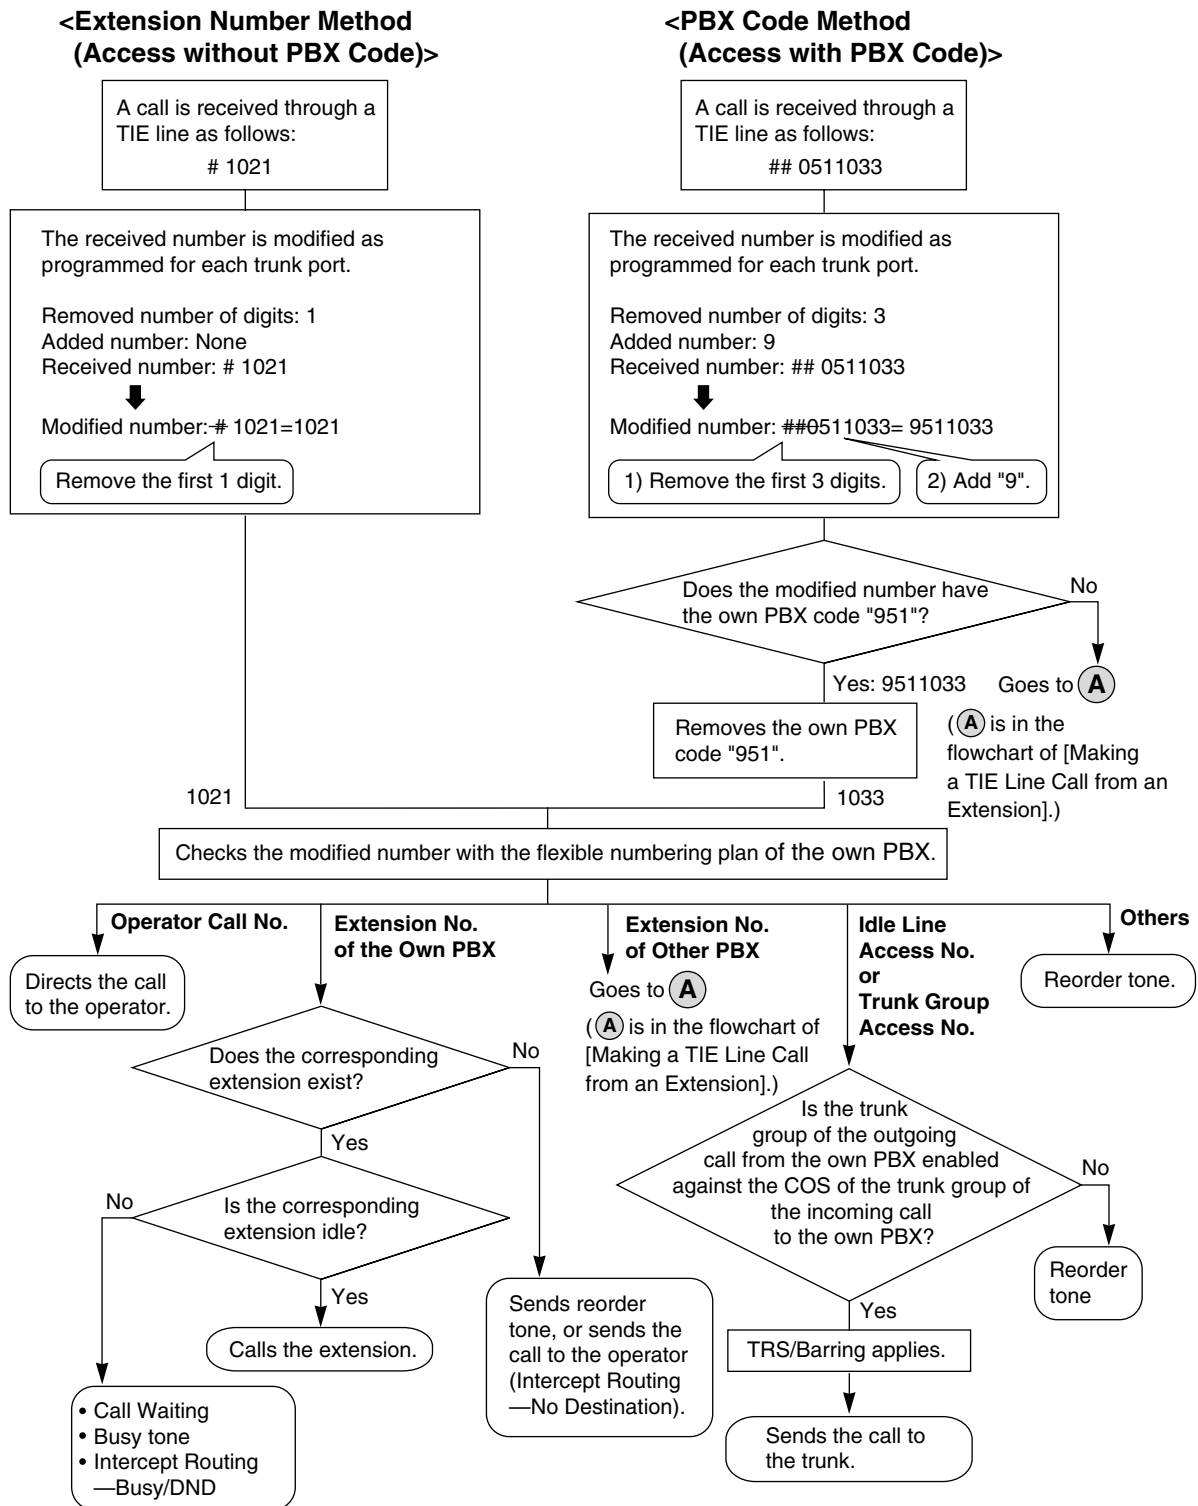 <Extension Number Method
(Access without PBX Code)>
A call is received through a
TIE line as follows:
# 1021
The received number is modified as
programmed for each trunk port.
Removed number of digits: 1
Added number: None
Received number: # 1021
Modified number: # 1021=1021
Remove the first 1 digit.
<PBX Code Method
(Access with PBX Code)>
A call is received through a
TIE line as follows:
## 0511033
The received number is modified as
programmed for each trunk port.
Removed number of digits: 3
Added number: 9
Received number: ## 0511033
Modified number: ##0511033= 9511033
1) Remove the first 3 digits.
2) Add "9".
Does the modified number have
the own PBX code "951"?
No
Goes to A
(A is in the
flowchart of [Making
a TIE Line Call from an
Extension].)
Yes: 9511033
Removes the own PBX
code "951".
1021
1033
Checks the modified number with the flexible numbering plan of the own PBX.
Operator Call No.
Directs the call
to the operator.
Extension No.
of the Own PBX
Does the corresponding
extension exist?
No
Yes
Is the corresponding
extension idle?
No
Yes
Calls the extension.
• Call Waiting
• Busy tone
• Intercept Routing
—Busy/DND
Sends reorder
tone, or sends the
call to the operator
(Intercept Routing
—No Destination).
Extension No.
of Other PBX
Goes to A
(A is in the flowchart of
[Making a TIE Line Call
from an Extension].)
Idle Line
Access No.
or
Trunk Group
Access No.
Is the trunk
group of the outgoing
call from the own PBX enabled
against the COS of the trunk group of
the incoming call
to the own PBX?
No
Reorder
tone
Yes
TRS/Barring applies.
Sends the call to
the trunk.
Others
Reorder tone.